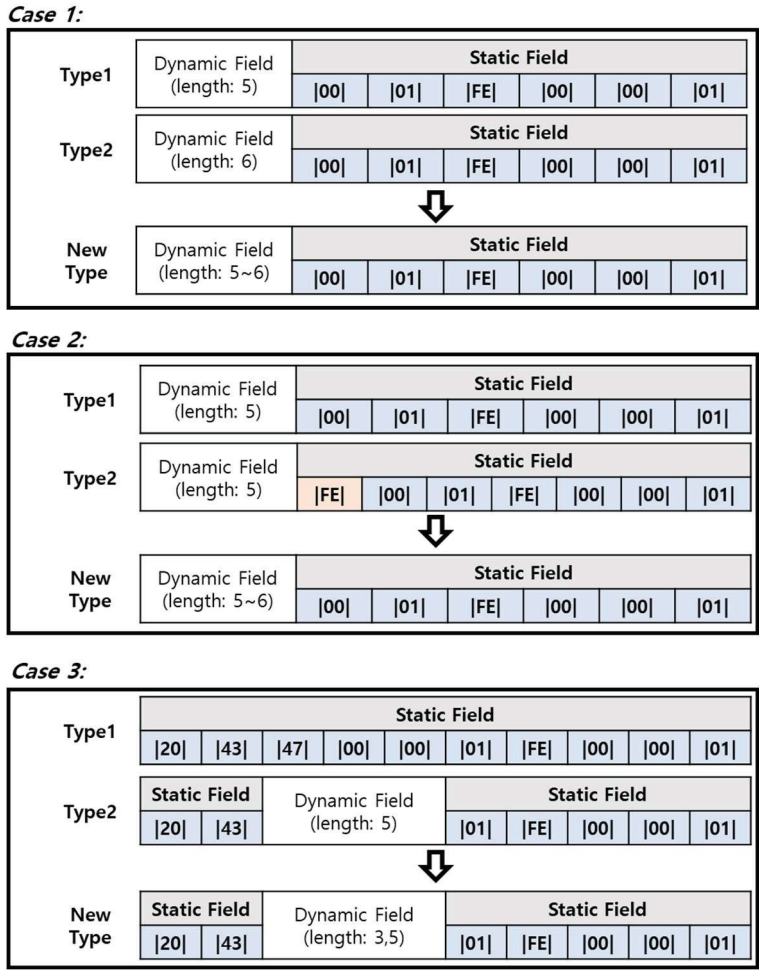 Case 1:
Type1
Dynamic Field
(length: 5)
Static Field
|00| |01| |FE| |00| |00| |01|
Type2
Dynamic Field
(length: 6)
Static Field
|00| |01| |FE| |00| |00| |01|
New
Type
Dynamic Field
(length: 5~6)
Static Field
|00| |01| |FE| |00| |00| |01|
Case 2:
Type1
Dynamic Field
(length: 5)
Static Field
|00| |01| |FE| |00| |00| |01|
Type2
Dynamic Field
(length: 5)
Static Field
|FE| |00| |01| |FE| |00| |00| |01|
New
Type
Dynamic Field
(length: 5~6)
Static Field
|00| |01| |FE| |00| |00| |01|
Case 3:
Type1
Static Field
|20| |43| |47| |00| |00| |01| |FE| |00| |00| |01|
Type2
Static Field
|20| |43|
Dynamic Field
(length: 5)
Static Field
|01| |FE| |00| |00| |01|
New
Type
Static Field
|20| |43|
Dynamic Field
(length: 3,5)
Static Field
|01| |FE| |00| |00| |01|